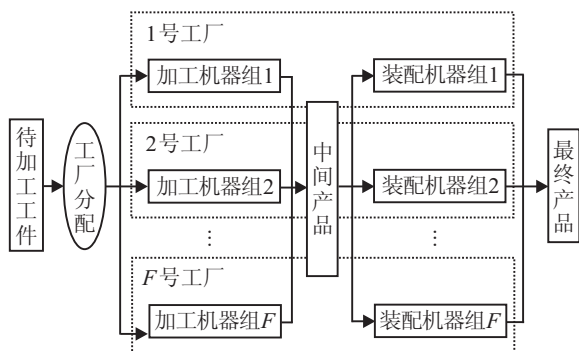 1号工厂
加工机器组1
装配机器组1
待加工工件
工厂分配
2号工厂
加工机器组2
中间产品
装配机器组2
最终产品
⋮
⋮
F号工厂
加工机器组F
装配机器组F